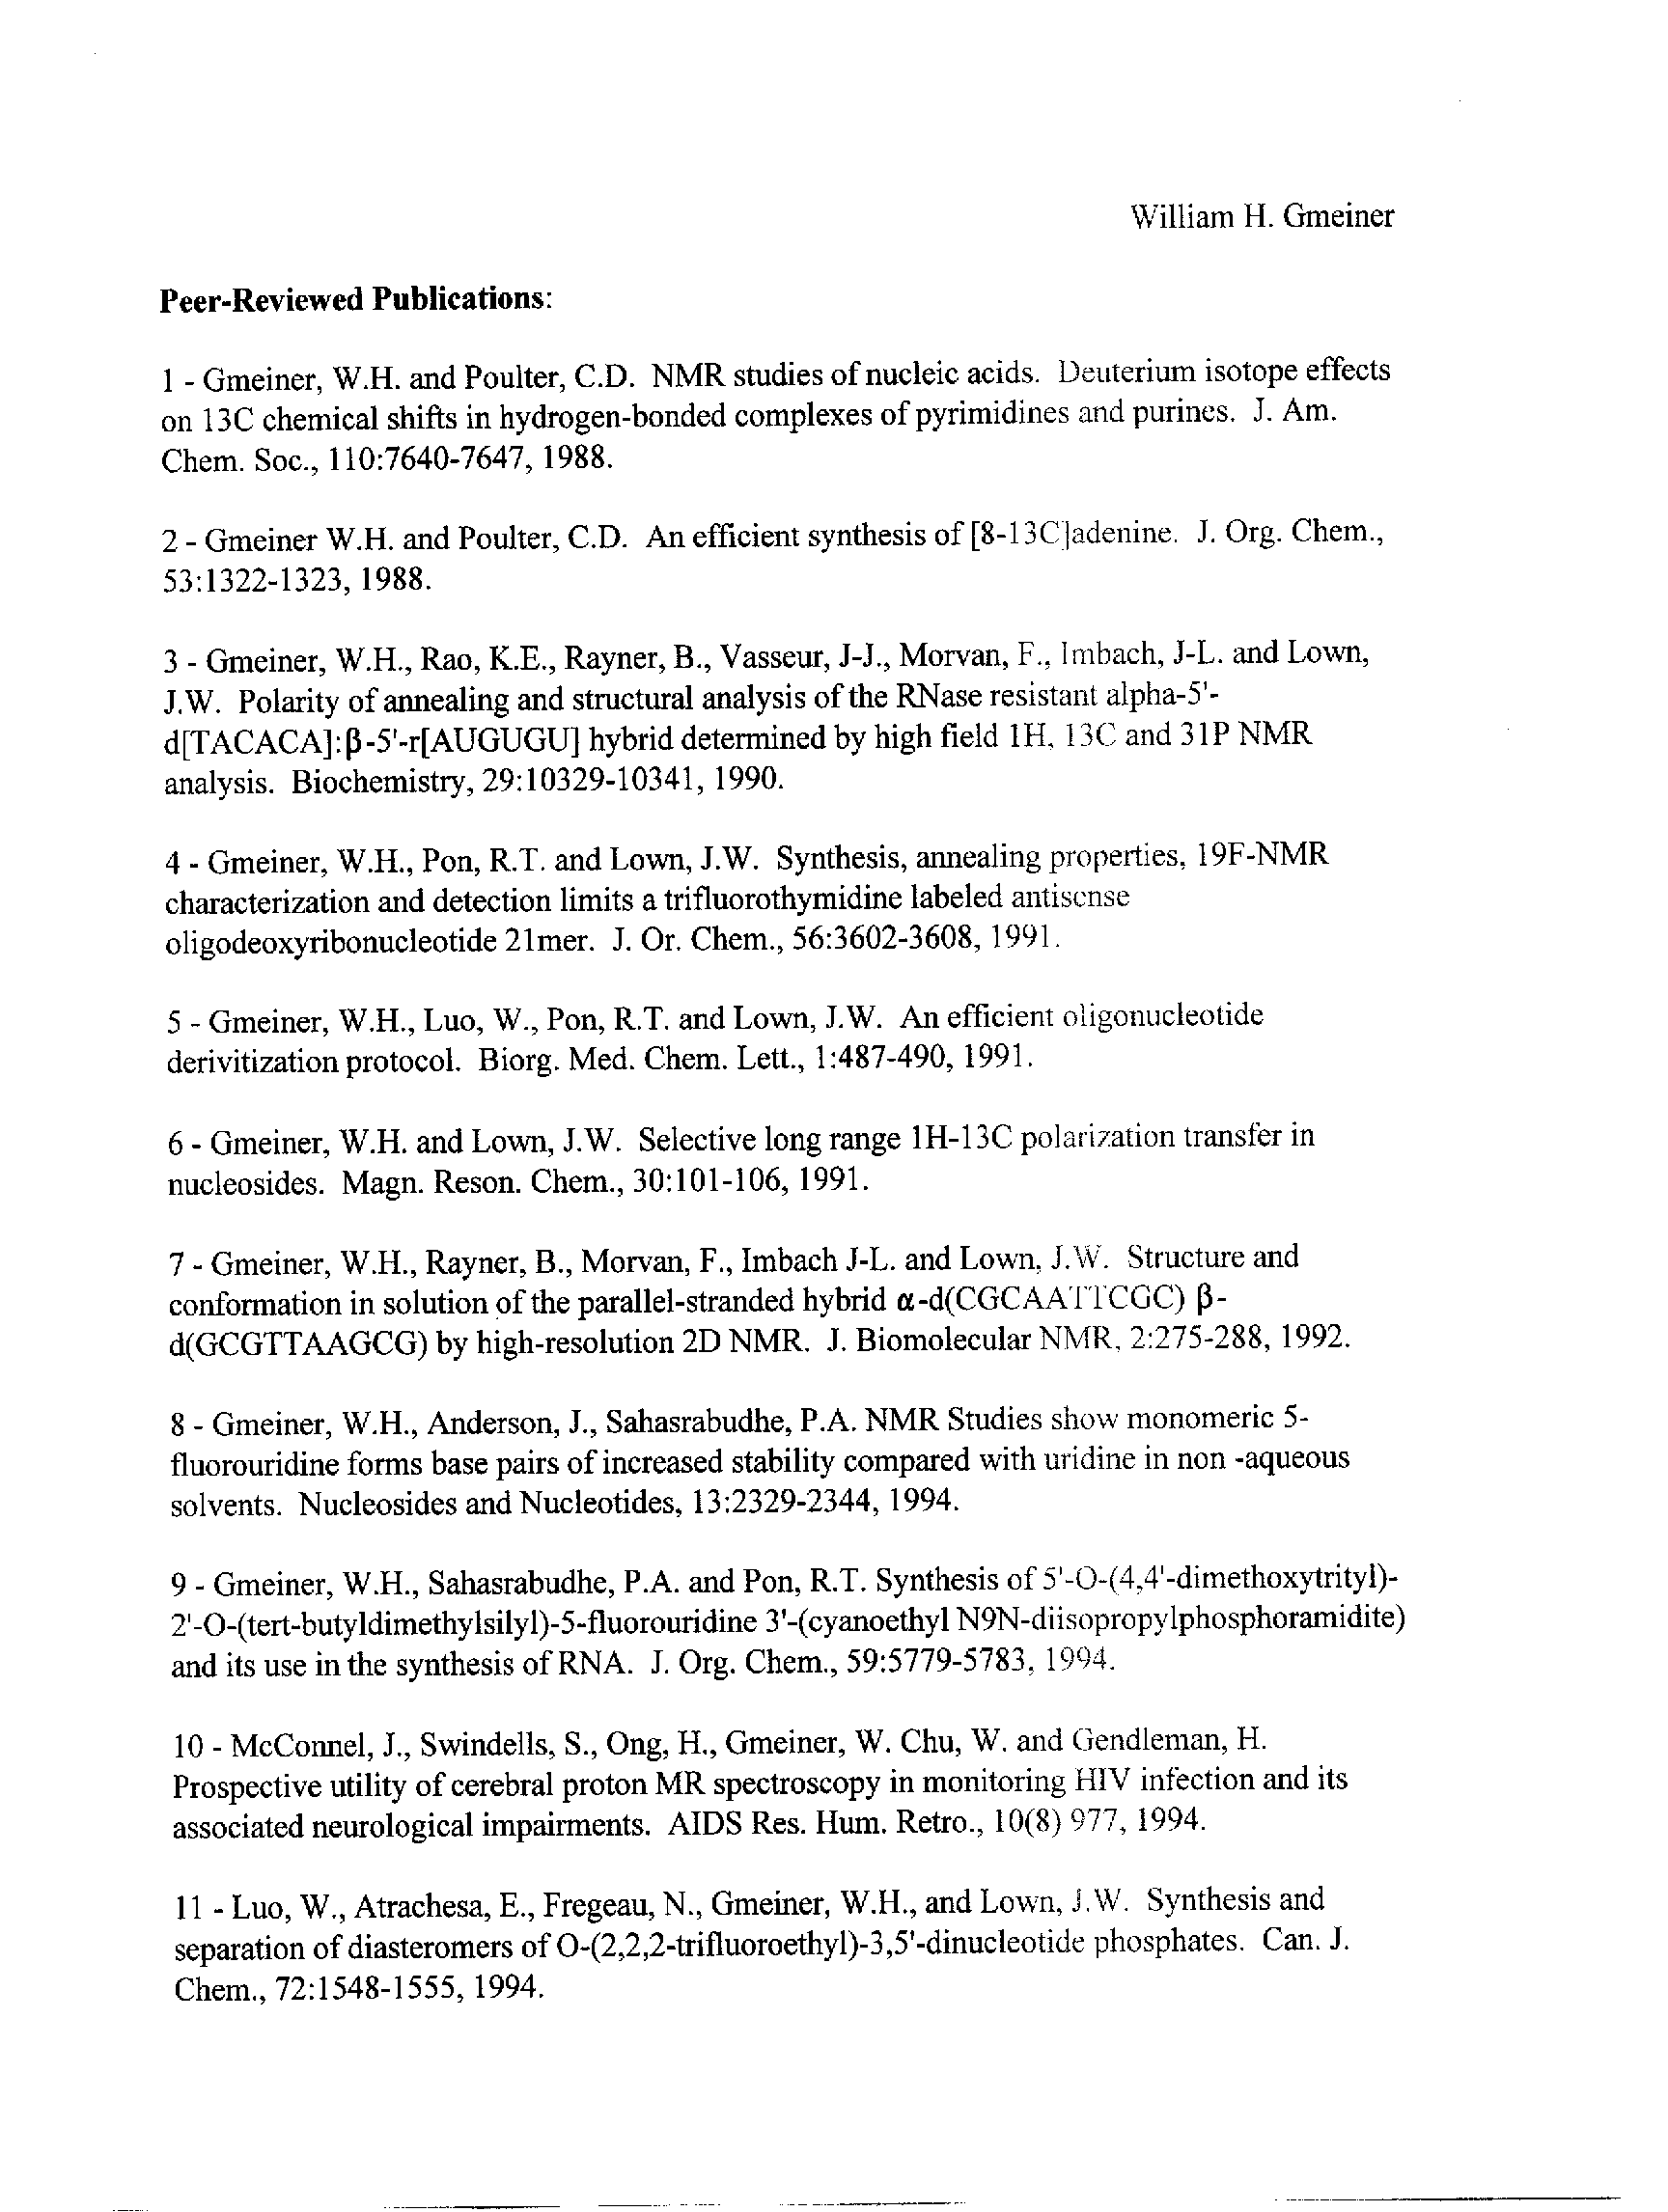 William H. Gmeiner
Peer-Reviewed Publications:
1 - Gmeiner, W.H. and Poulter, C.D. NMR studies of nucleic acids. Deuterium isotope effects
on 13C chemical shifts in hydrogen-bonded complexes of pyrimidines and purines. J. Am.
Chem. Soc., 110:7640-7647, 1988.
2 - Gmeiner W.H. and Poulter, C.D. An efficient synthesis of [8-13C]adenine. J. Org. Chem.,
53:1322-1323, 1988.
3 - Gmeiner, W.H., Rao, K.E., Rayner, B., Vasseur, J-J., Morvan, F., Imbach, J-L. and Lown,
J.W. Polarity of annealing and structural analysis of the RNase resistant alpha-5'-
d[TACACA]:β-5'-r[AUGUGU] hybrid determined by high field 1H, 13C and 31P NMR
analysis. Biochemistry, 29:10329-10341, 1990.
4 - Gmeiner, W.H., Pon, R.T. and Lown, J.W. Synthesis, annealing properties, 19F-NMR
characterization and detection limits a trifluorothymidine labeled antisense
oligodeoxyribonucleotide 21mer. J. Or. Chem., 56:3602-3608, 1991.
5 - Gmeiner, W.H., Luo, W., Pon, R.T. and Lown, J.W. An efficient oligonucleotide
derivitization protocol. Biorg. Med. Chem. Lett., 1:487-490, 1991.
6 - Gmeiner, W.H. and Lown, J.W. Selective long range 1H-13C polarization transfer in
nucleosides. Magn. Reson. Chem., 30:101-106, 1991.
7 - Gmeiner, W.H., Rayner, B., Morvan, F., Imbach J-L. and Lown, J.W. Structure and
conformation in solution of the parallel-stranded hybrid α-d(CGCAATTCGC) β-
d(GCGTTAAGCG) by high-resolution 2D NMR. J. Biomolecular NMR, 2:275-288, 1992.
8 - Gmeiner, W.H., Anderson, J., Sahasrabudhe, P.A. NMR Studies show monomeric 5-
fluorouridine forms base pairs of increased stability compared with uridine in non -aqueous
solvents. Nucleosides and Nucleotides, 13:2329-2344, 1994.
9 - Gmeiner, W.H., Sahasrabudhe, P.A. and Pon, R.T. Synthesis of 5'-O-(4,4'-dimethoxytrityl)-
2'-O-(tert-butyldimethylsilyl)-5-fluorouridine 3'-(cyanoethyl N9N-diisopropylphosphoramidite)
and its use in the synthesis of RNA. J. Org. Chem., 59:5779-5783, 1994.
10 - McConnel, J., Swindells, S., Ong, H., Gmeiner, W. Chu, W. and Gendleman, H.
Prospective utility of cerebral proton MR spectroscopy in monitoring HIV infection and its
associated neurological impairments. AIDS Res. Hum. Retro., 10(8) 977, 1994.
11 - Luo, W., Atrachesa, E., Fregeau, N., Gmeiner, W.H., and Lown, J.W. Synthesis and
separation of diasteromers of O-(2,2,2-trifluoroethyl)-3,5'-dinucleotide phosphates. Can. J.
Chem., 72:1548-1555, 1994.